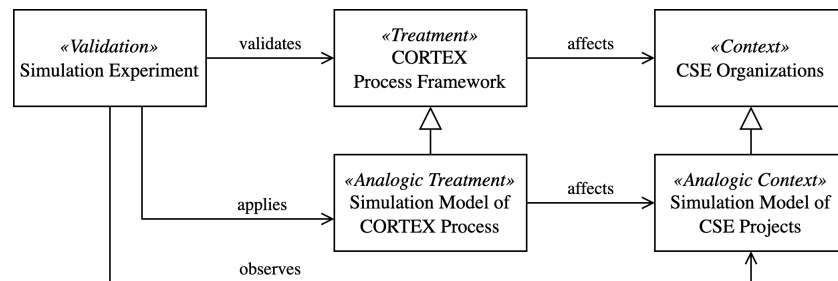 «Validation»
Simulation Experiment
validates
«Treatment»
CORTEX
Process Framework
affects
«Context»
CSE Organizations
applies
«Analogic Treatment»
Simulation Model of
CORTEX Process
affects
«Analogic Context»
Simulation Model of
CSE Projects
observes